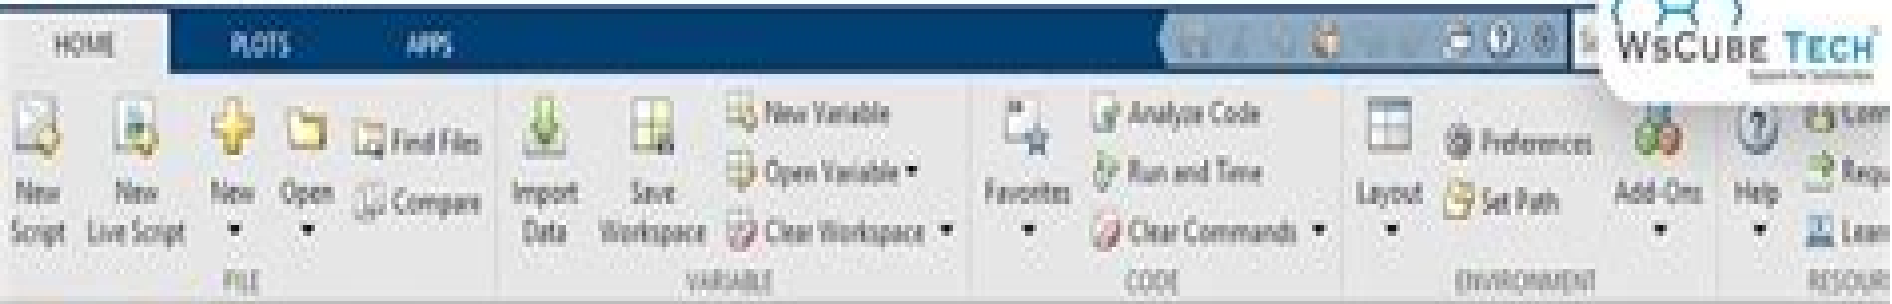 HOME PLOTS APPS
WsCube Tech
New Script
New Live Script
New
Open
Find Files
Compare
FILE
Import Data
Save Workspace
New Variable
Open Variable
Clear Workspace
VARIABLE
Favorites
Analyze Code
Run and Time
Clear Commands
CODE
Layout
Preferences
Set Path
Add-Ons
ENVIRONMENT
Help